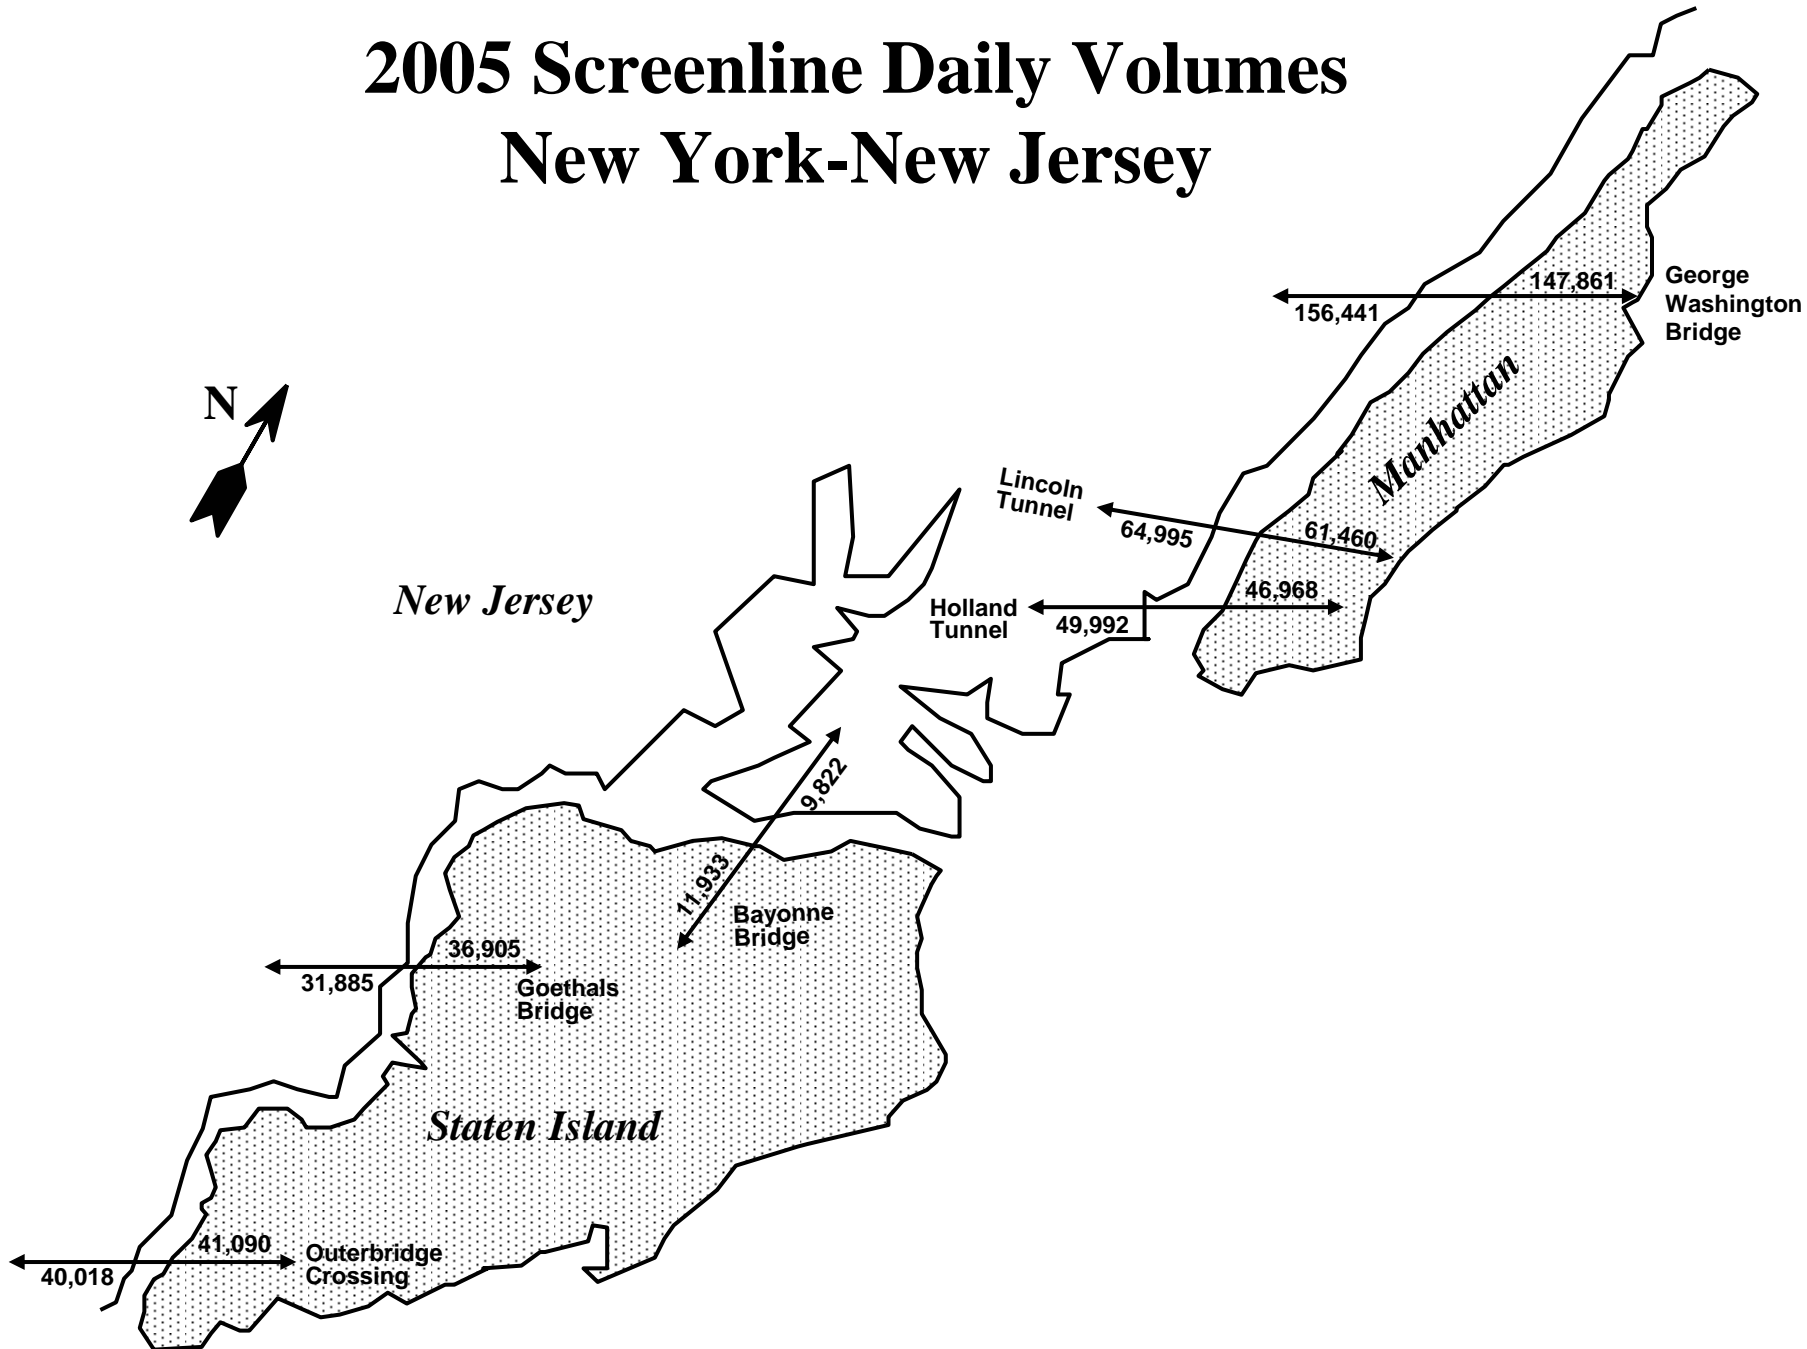 2005 Screenline Daily Volumes
New York-New Jersey
147,861
156,441
George
Washington
Bridge
N
Manhattan
Lincoln
Tunnel
64,995
61,460
New Jersey
Holland
Tunnel
46,968
49,992
9,822
11,933
Bayonne
Bridge
36,905
31,885
Goethals
Bridge
Staten Island
41,090
40,018
Outerbridge
Crossing